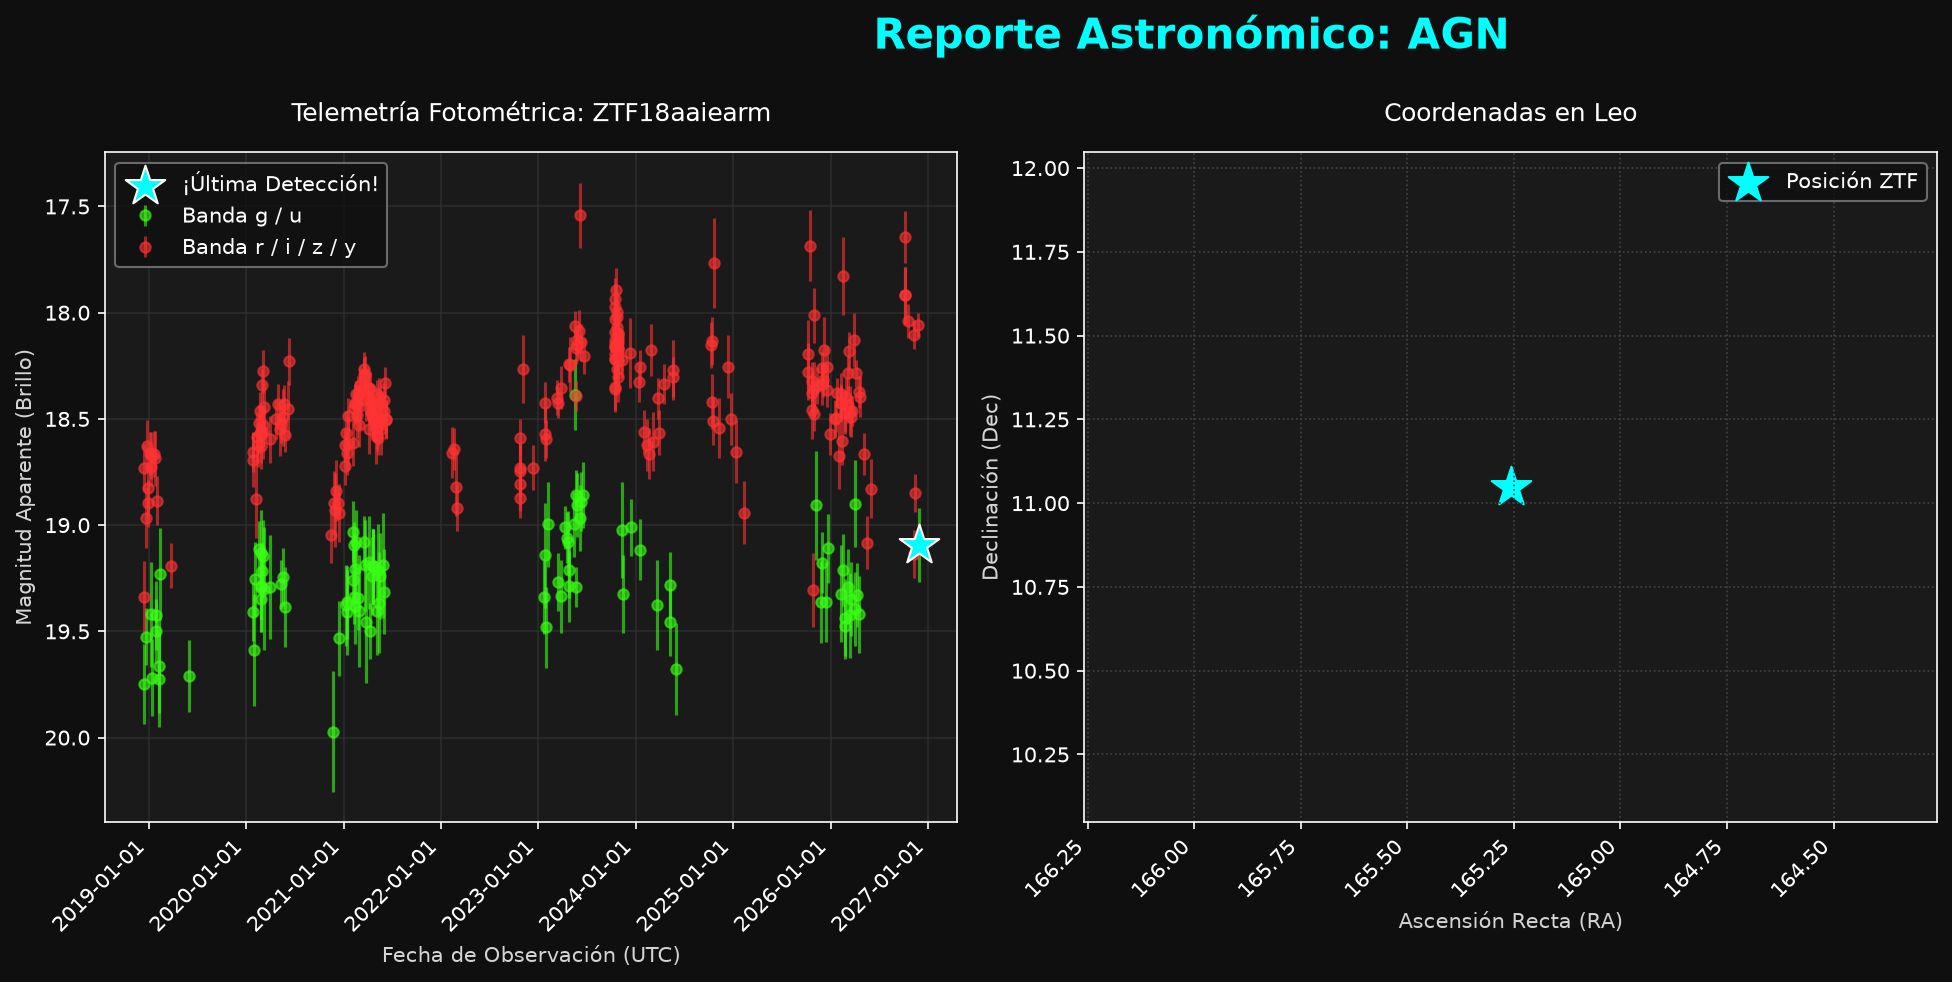 Reporte Astronómico: AGN
Telemetría Fotométrica: ZTF18aaiearm
¡Última Detección!
Banda g / u
Banda r / i / z / y
Magnitud Aparente (Brillo)
17.5
18.0
18.5
19.0
19.5
20.0
2019-01-01
2020-01-01
2021-01-01
2022-01-01
2023-01-01
2024-01-01
2025-01-01
2026-01-01
2027-01-01
Fecha de Observación (UTC)
Coordenadas en Leo
Posición ZTF
Declinación (Dec)
12.00
11.75
11.50
11.25
11.00
10.75
10.50
10.25
166.25
166.00
165.75
165.50
165.25
165.00
164.75
164.50
Ascensión Recta (RA)